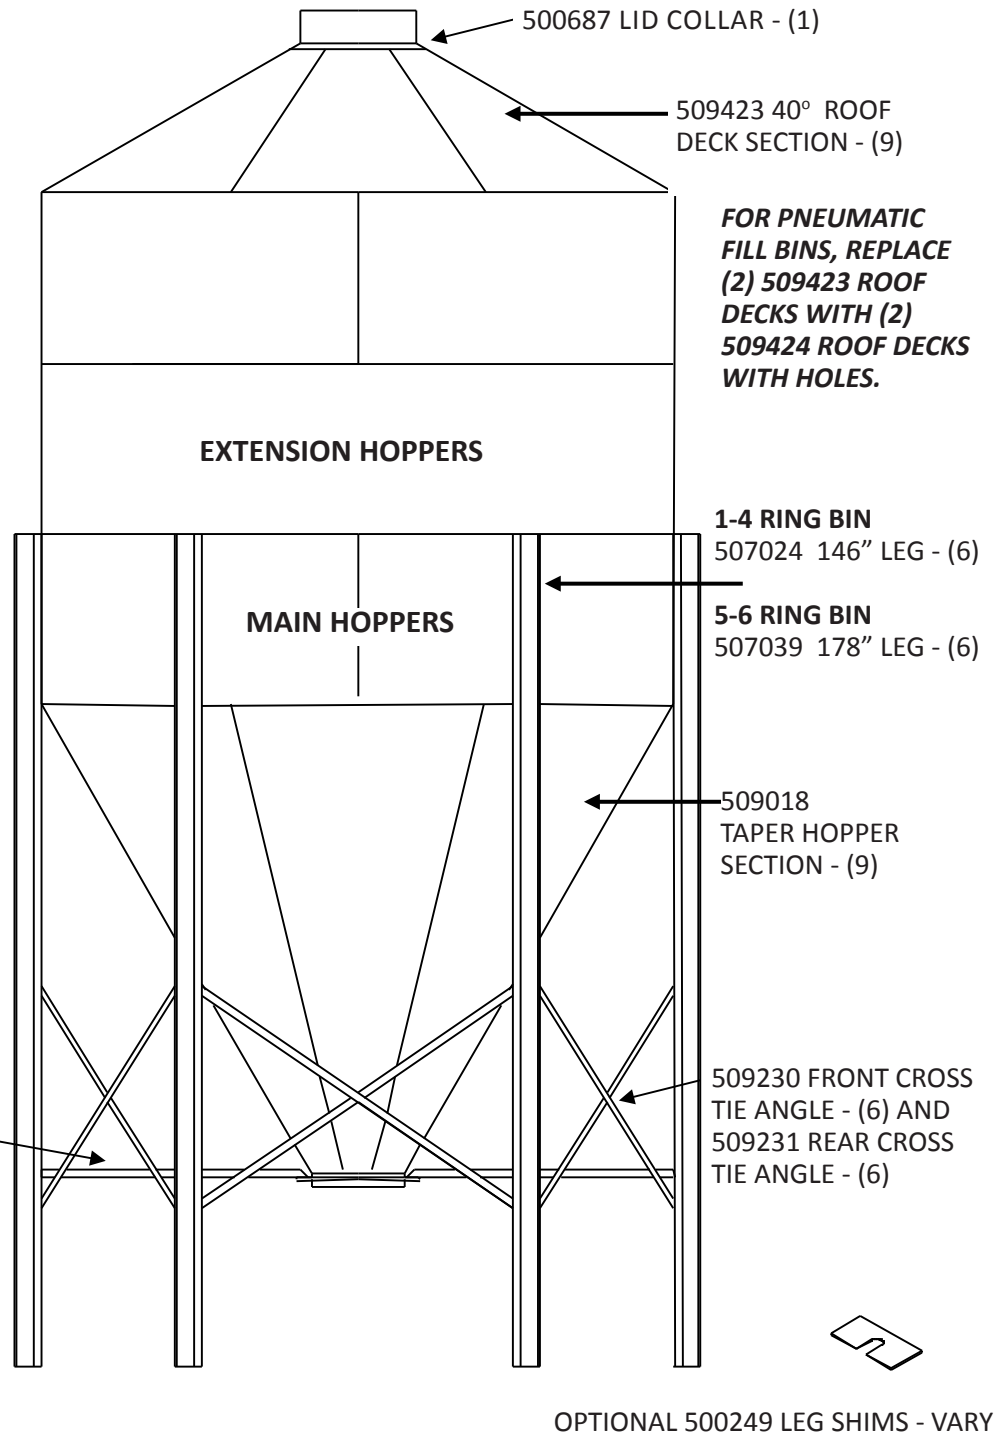 500687 LID COLLAR - (1)
509423 40° ROOF
DECK SECTION - (9)
FOR PNEUMATIC
FILL BINS, REPLACE
(2) 509423 ROOF
DECKS WITH (2)
509424 ROOF DECKS
WITH HOLES.
EXTENSION HOPPERS
1-4 RING BIN
507024 146” LEG - (6)
MAIN HOPPERS
5-6 RING BIN
507039 178” LEG - (6)
509018
TAPER HOPPER
SECTION - (9)
509230 FRONT CROSS
TIE ANGLE - (6) AND
509231 REAR CROSS
TIE ANGLE - (6)
OPTIONAL 500249 LEG SHIMS - VARY